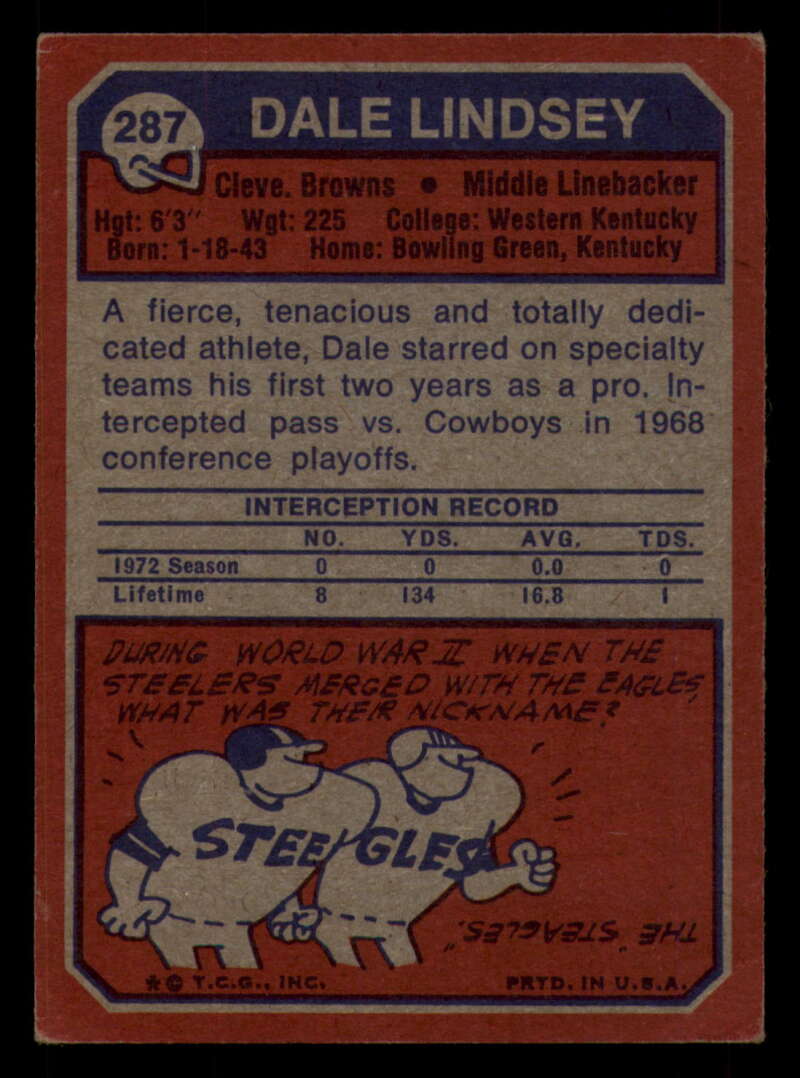 287 DALE LINDSEY
Cleve. Browns • Middle Linebacker
Hgt: 6'3" Wgt: 225 College: Western Kentucky
Born: 1-18-43 Home: Bowling Green, Kentucky
A fierce, tenacious and totally dedi-
cated athlete, Dale starred on specialty
teams his first two years as a pro. In-
tercepted pass vs. Cowboys in 1968
conference playoffs.
INTERCEPTION RECORD
NO. YDS. AVG. TDS.
1972 Season 0 0 0.0 0
Lifetime 8 134 16.8 1
DURING WORLD WAR II WHEN THE
STEELERS MERGED WITH THE EAGLES,
WHAT WAS THEIR NICKNAME?
STEE GLES
THE "STEAGLES."
*© T.C.G., INC. PRTD. IN U.S.A.